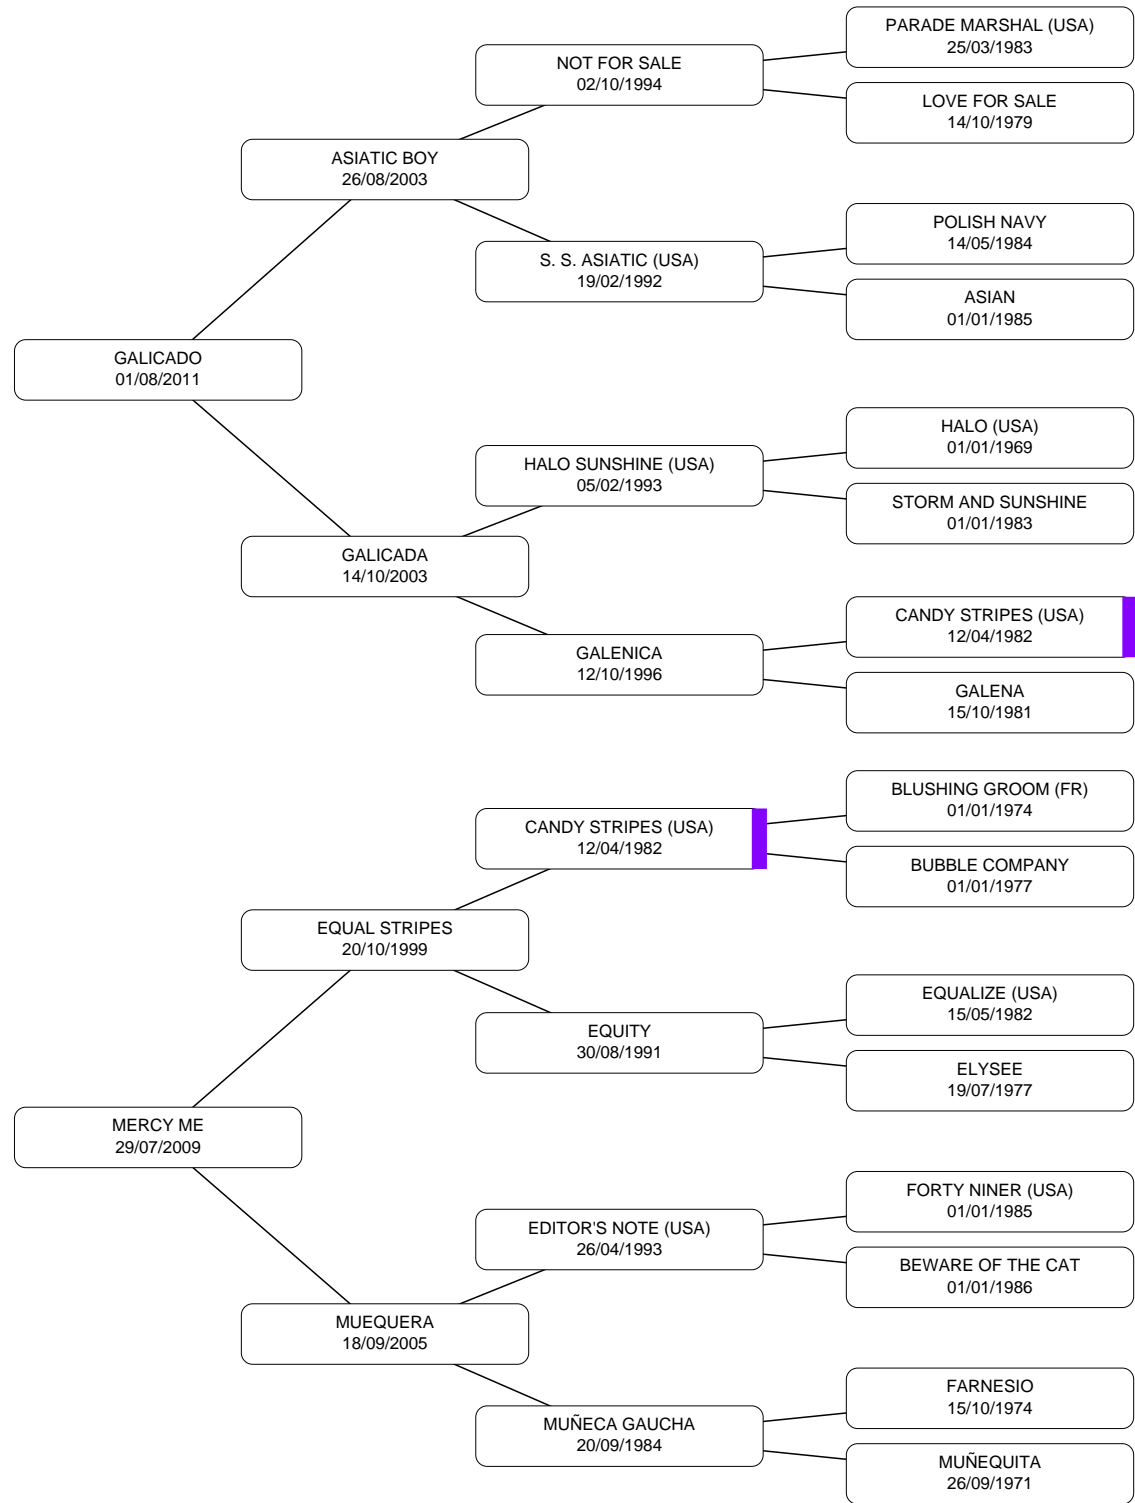 PARADE MARSHAL (USA)
25/03/1983
NOT FOR SALE
02/10/1994
LOVE FOR SALE
14/10/1979
ASIATIC BOY
26/08/2003
POLISH NAVY
14/05/1984
S. S. ASIATIC (USA)
19/02/1992
ASIAN
01/01/1985
GALICADO
01/08/2011
HALO (USA)
01/01/1969
HALO SUNSHINE (USA)
05/02/1993
STORM AND SUNSHINE
01/01/1983
GALICADA
14/10/2003
CANDY STRIPES (USA)
12/04/1982
GALENICA
12/10/1996
GALENA
15/10/1981
BLUSHING GROOM (FR)
01/01/1974
CANDY STRIPES (USA)
12/04/1982
BUBBLE COMPANY
01/01/1977
EQUAL STRIPES
20/10/1999
EQUALIZE (USA)
15/05/1982
EQUITY
30/08/1991
ELYSEE
19/07/1977
MERCY ME
29/07/2009
FORTY NINER (USA)
01/01/1985
EDITOR'S NOTE (USA)
26/04/1993
BEWARE OF THE CAT
01/01/1986
MUEQUERA
18/09/2005
FARNESIO
15/10/1974
MUÑECA GAUCHA
20/09/1984
MUÑEQUITA
26/09/1971